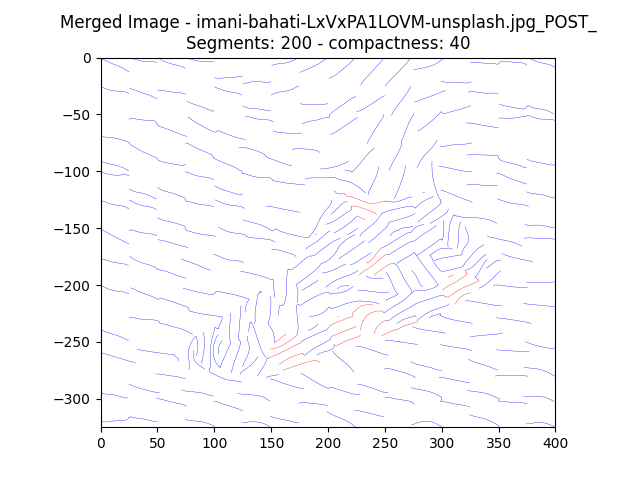 Merged Image - imani-bahati-LxVxPA1LOVM-unsplash.jpg_POST_
Segments: 200 - compactness: 40
0
−50
−100
−150
−200
−250
−300
0 50 100 150 200 250 300 350 400